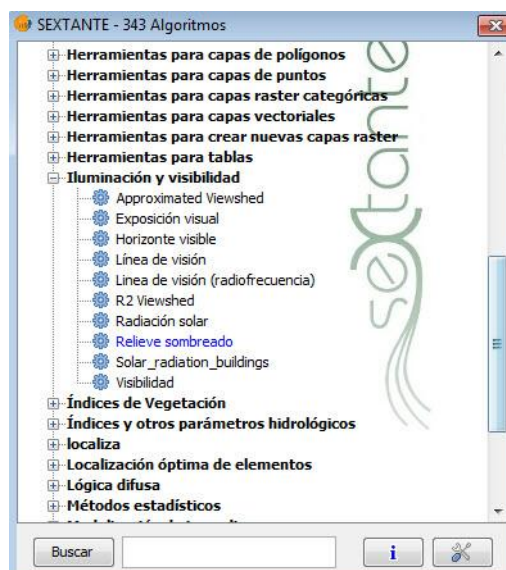 SEXTANTE - 343 Algoritmos
Herramientas para capas de polígonos
Herramientas para capas de puntos
Herramientas para capas raster categóricas
Herramientas para capas vectoriales
Herramientas para crear nuevas capas raster
Herramientas para tablas
Iluminación y visibilidad
Approximated Viewshed
Exposición visual
Horizonte visible
Línea de visión
Linea de visión (radiofrecuencia)
R2 Viewshed
Radiación solar
Relieve sombreado
Solar_radiation_buildings
Visibilidad
Índices de Vegetación
Índices y otros parámetros hidrológicos
localiza
Localización óptima de elementos
Lógica difusa
Métodos estadísticos
Buscar
i
sextante